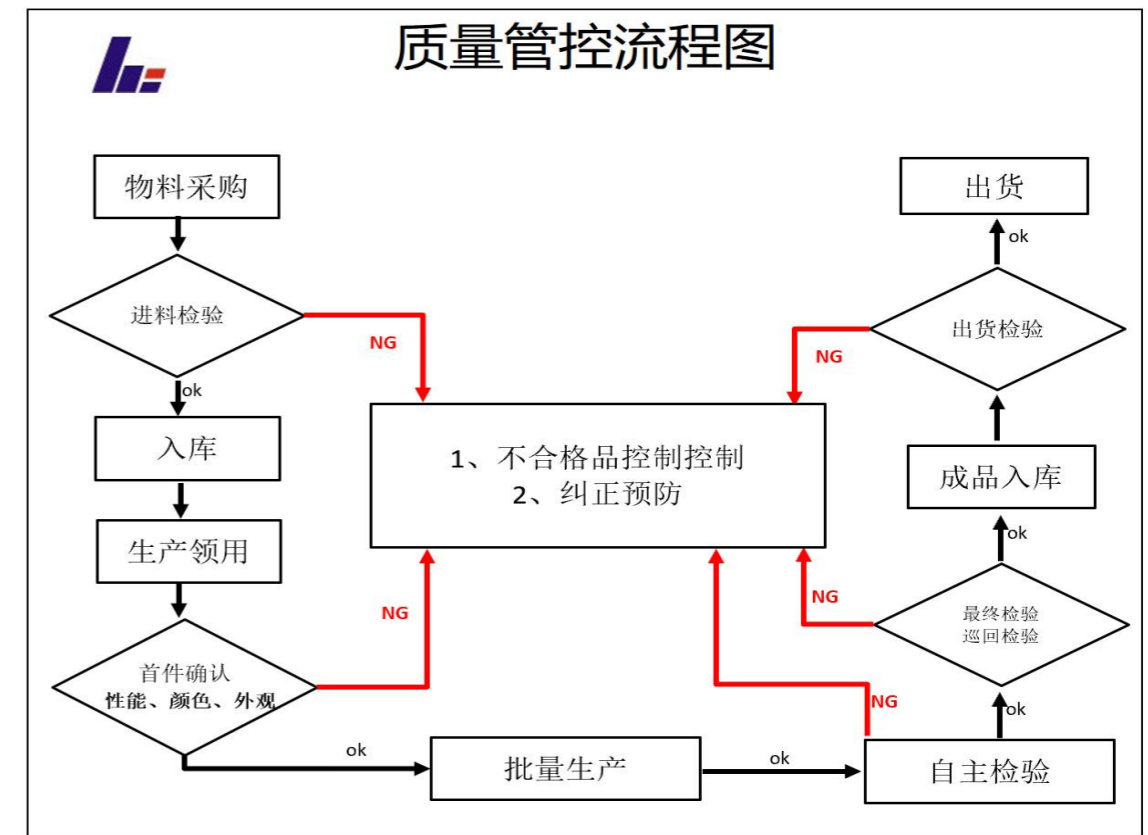 质量管控流程图
物料采购
进料检验
NG
ok
入库
生产领用
首件确认
性能、颜色、外观
NG
ok
批量生产
ok
自主检验
NG
ok
最终检验
巡回检验
NG
ok
成品入库
出货检验
NG
ok
出货
1、不合格品控制控制
2、纠正预防